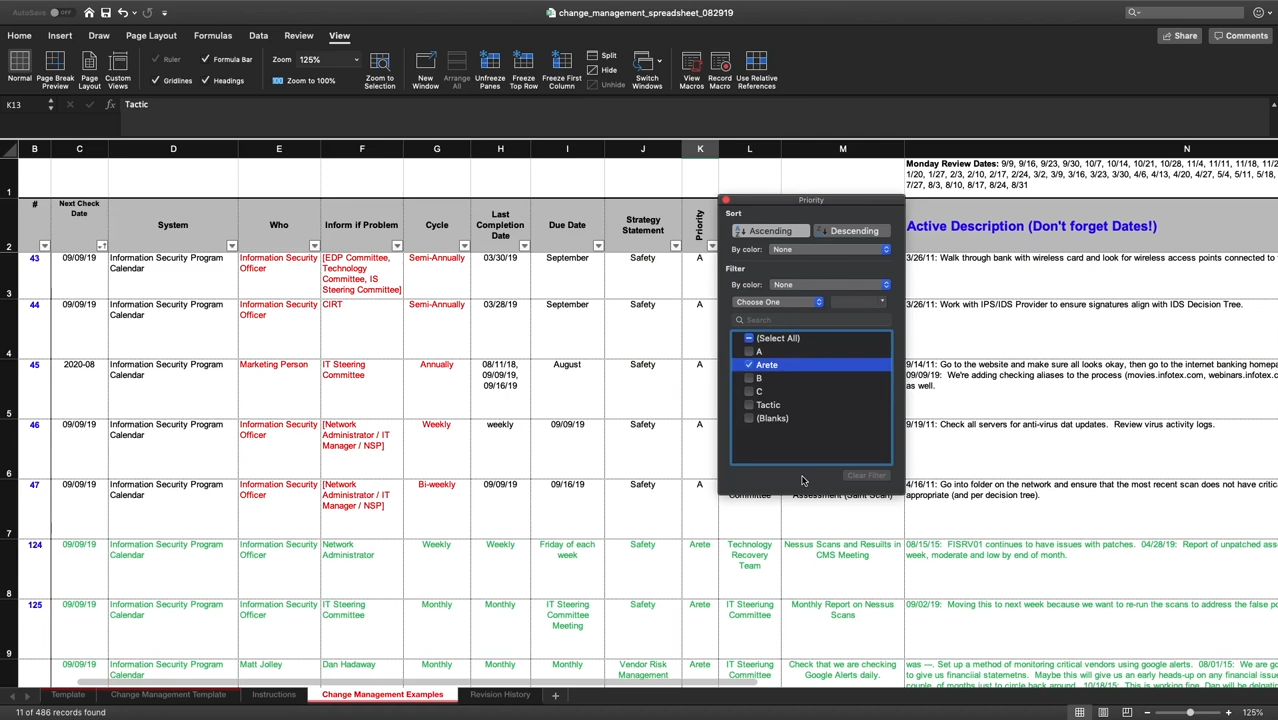 AutoSave OFF
change_management_spreadsheet_082919
Home Insert Draw Page Layout Formulas Data Review View
Share Comments
Normal Page Break Preview Page Layout Custom Views
Ruler Formula Bar
Gridlines Headings
Zoom 125%
100 Zoom to 100%
Zoom to Selection
New Window Arrange All Unfreeze Panes Freeze Top Row Freeze First Column
Split
Hide
Unhide
Switch Windows View Macros Record Macro Use Relative References
K13 fx Tactic
B C D E F G H I J K L M N
1
Monday Review Dates: 9/9, 9/16, 9/23, 9/30, 10/7, 10/14, 10/21, 10/28, 11/4, 11/11, 11/18, 11/2
1/20, 1/27, 2/3, 2/10, 2/17, 2/24, 3/2, 3/9, 3/16, 3/23, 3/30, 4/6, 4/13, 4/20, 4/27, 5/4, 5/11, 5/18,
7/27, 8/3, 8/10, 8/17, 8/24, 8/31
2
#
Next Check Date
System
Who
Inform if Problem
Cycle
Last Completion Date
Due Date
Strategy Statement
Priority
Active Description (Don't forget Dates!)
3
43 09/09/19 Information Security Program Calendar
Information Security Officer
[EDP Committee, Technology Committee, IS Steering Committee]
Semi-Annually 03/30/19 September Safety A
3/26/11: Walk through bank with wireless card and look for wireless access points connected to
4
44 09/09/19 Information Security Program Calendar
Information Security Officer
CIRT Semi-Annually 03/28/19 September Safety A
3/26/11: Work with IPS/IDS Provider to ensure signatures align with IDS Decision Tree.
5
45 2020-08 Information Security Program Calendar
Marketing Person IT Steering Committee
Annually 08/11/18, 09/09/19, 09/16/19 August Safety A
9/14/11: Go to the website and make sure all looks okay, then go to the internet banking homepa
09/09/19: We're adding checking aliases to the process (movies.infotex.com, webinars.infotex.c
as well.
6
46 09/09/19 Information Security Program Calendar
Information Security Officer
[Network Administrator / IT Manager / NSP]
Weekly weekly 09/09/19 Safety A
9/19/11: Check all servers for anti-virus dat updates. Review virus activity logs.
7
47 09/09/19 Information Security Program Calendar
Information Security Officer
[Network Administrator / IT Manager / NSP]
Bi-weekly 09/09/19 09/16/19 Safety A
Committee Assessment (Saint Scan)
4/16/11: Go into folder on the network and ensure that the most recent scan does not have critic
appropriate (and per decision tree).
8
124 09/09/19 Information Security Program Calendar
Information Security Officer
Network Administrator
Weekly Weekly Friday of each week Safety Arete
Technology Recovery Team
Nessus Scans and Results in CMS Meeting
08/15/15: FISRV01 continues to have issues with patches. 04/28/19: Report of unpatched asse
week, moderate and low by end of month.
9
125 09/09/19 Information Security Program Calendar
Information Security Officer
IT Steering Committee
Monthly Monthly IT Steering Committee Meeting Safety Arete
IT Steeriung Committee
Monthly Report on Nessus Scans
09/02/19: Moving this to next week because we want to re-run the scans to address the false po
09/09/19 Information Security Program Calendar
Matt Jolley Dan Hadaway Monthly Monthly Monthly Vendor Risk Management Arete
IT Steeriung Committee
Check that we are checking Google Alerts daily.
was ---. Set up a method of monitoring critical vendors using google alerts. 08/01/15: We are go
to give us financiial statemetns. Maybe this will give us an early heads-up on any financial issue
Priority
Sort
Ascending Descending
By color: None
Filter
By color: None
Choose One
Search
(Select All)
A
Arete
B
C
Tactic
(Blanks)
Clear Filter
Template Change Management Template Instructions Change Management Examples Revision History +
11 of 486 records found
125%